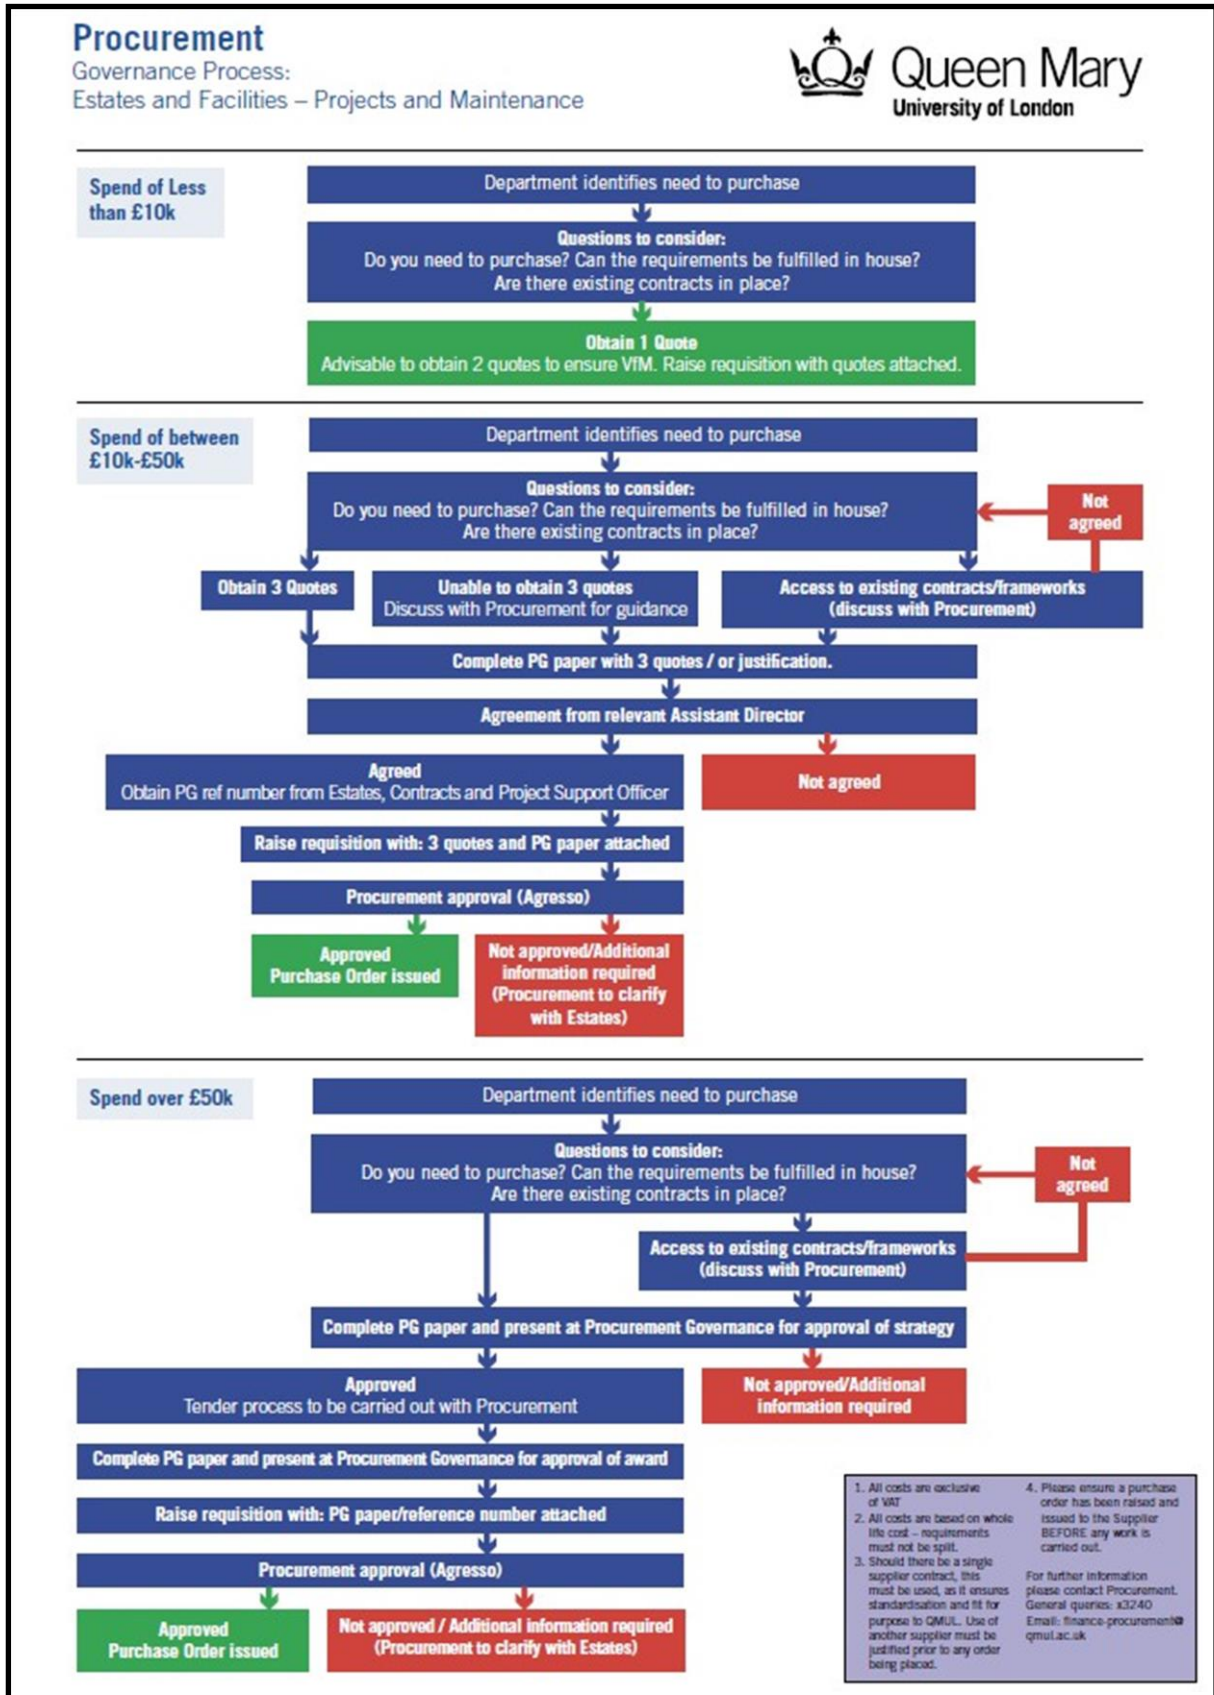 Procurement
Governance Process:
Estates and Facilities – Projects and Maintenance
Queen Mary
University of London
Spend of Less
than £10k
Department identifies need to purchase
Questions to consider:
Do you need to purchase? Can the requirements be fulfilled in house?
Are there existing contracts in place?
Obtain 1 Quote
Advisable to obtain 2 quotes to ensure VfM. Raise requisition with quotes attached.
Spend of between
£10k-£50k
Department identifies need to purchase
Questions to consider:
Do you need to purchase? Can the requirements be fulfilled in house?
Are there existing contracts in place?
Not
agreed
Obtain 3 Quotes
Unable to obtain 3 quotes
Discuss with Procurement for guidance
Access to existing contracts/frameworks
(discuss with Procurement)
Complete PG paper with 3 quotes / or justification.
Agreement from relevant Assistant Director
Agreed
Obtain PG ref number from Estates, Contracts and Project Support Officer
Not agreed
Raise requisition with: 3 quotes and PG paper attached
Procurement approval (Agresso)
Approved
Purchase Order issued
Not approved/Additional
information required
(Procurement to clarify
with Estates)
Spend over £50k
Department identifies need to purchase
Questions to consider:
Do you need to purchase? Can the requirements be fulfilled in house?
Are there existing contracts in place?
Not
agreed
Access to existing contracts/frameworks
(discuss with Procurement)
Complete PG paper and present at Procurement Governance for approval of strategy
Approved
Tender process to be carried out with Procurement
Not approved/Additional
information required
Complete PG paper and present at Procurement Governance for approval of award
Raise requisition with: PG paper/reference number attached
Procurement approval (Agresso)
Approved
Purchase Order issued
Not approved / Additional information required
(Procurement to clarify with Estates)
1. All costs are exclusive
of VAT
2. All costs are based on whole
life cost – requirements
must not be split.
3. Should there be a single
supplier contract, this
must be used, as it ensures
standardisation and fit for
purpose to QMUL. Use of
another supplier must be
justified prior to any order
being placed.
4. Please ensure a purchase
order has been raised and
issued to the Supplier
BEFORE any work is
carried out.
For further information
please contact Procurement.
General queries: x3240
Email: finance-procurement@
qmul.ac.uk